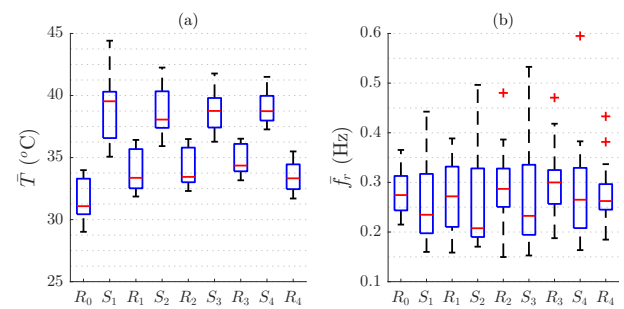 (a)
45
40
35
30
25
T̄ (°C)
R₀ S₁ R₁ S₂ R₂ S₃ R₃ S₄ R₄
(b)
0.6
0.5
0.4
0.3
0.2
0.1
f̄ᵣ (Hz)
R₀ S₁ R₁ S₂ R₂ S₃ R₃ S₄ R₄